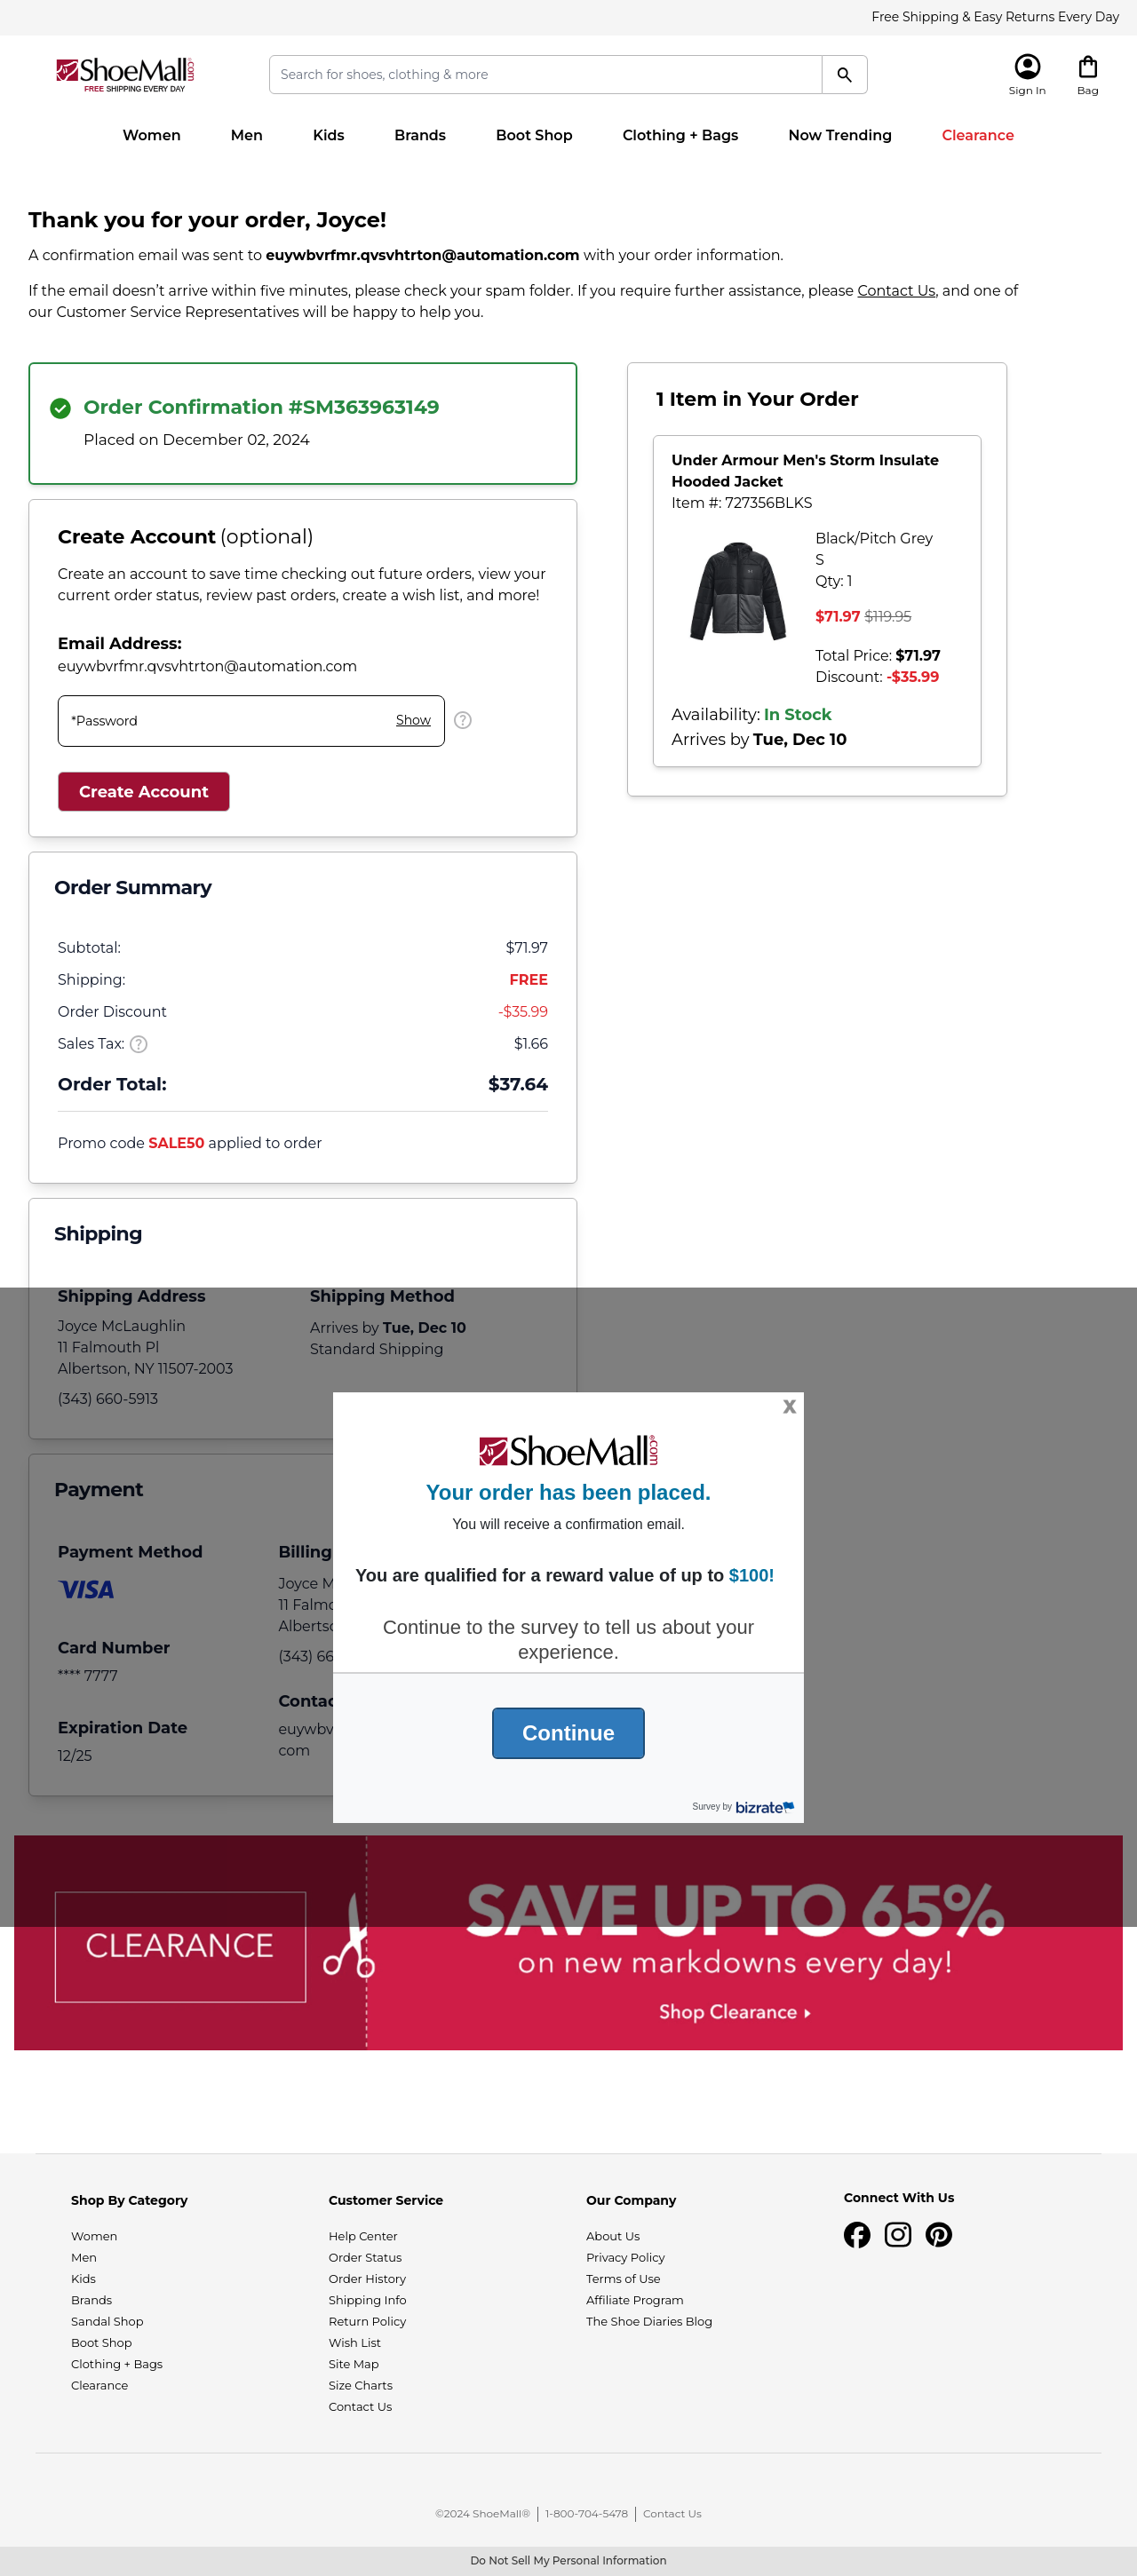 Free Shipping & Easy Returns Every Day
ShoeMall.com
FREE SHIPPING EVERY DAY
Search for shoes, clothing & more
Sign In
Bag
Women Men Kids Brands Boot Shop Clothing + Bags Now Trending Clearance
Thank you for your order, Joyce!
A confirmation email was sent to euywbvrfmr.qvsvhtrton@automation.com with your order information.
If the email doesn’t arrive within five minutes, please check your spam folder. If you require further assistance, please Contact Us, and one of
our Customer Service Representatives will be happy to help you.
Order Confirmation #SM363963149
Placed on December 02, 2024
Create Account (optional)
Create an account to save time checking out future orders, view your
current order status, review past orders, create a wish list, and more!
Email Address:
euywbvrfmr.qvsvhtrton@automation.com
*Password Show
Create Account
1 Item in Your Order
Under Armour Men's Storm Insulate
Hooded Jacket
Item #: 727356BLKS
Black/Pitch Grey
S
Qty: 1
$71.97 $119.95
Total Price: $71.97
Discount: -$35.99
Availability: In Stock
Arrives by Tue, Dec 10
Order Summary
Subtotal: $71.97
Shipping: FREE
Order Discount -$35.99
Sales Tax: $1.66
Order Total: $37.64
Promo code SALE50 applied to order
Shipping
Shipping Address
Joyce McLaughlin
11 Falmouth Pl
Albertson, NY 11507-2003
(343) 660-5913
Shipping Method
Arrives by Tue, Dec 10
Standard Shipping
Payment
Payment Method
VISA
Card Number
**** 7777
Expiration Date
12/25
Billing
Joyce M
11 Falmo
Albertso
(343) 66
Contac
euywbv
com
X
ShoeMall.com
Your order has been placed.
You will receive a confirmation email.
You are qualified for a reward value of up to $100!
Continue to the survey to tell us about your
experience.
Continue
Survey by bizrate
CLEARANCE
SAVE UP TO 65%
on new markdowns every day!
Shop Clearance
Shop By Category
Women
Men
Kids
Brands
Sandal Shop
Boot Shop
Clothing + Bags
Clearance
Customer Service
Help Center
Order Status
Order History
Shipping Info
Return Policy
Wish List
Site Map
Size Charts
Contact Us
Our Company
About Us
Privacy Policy
Terms of Use
Affiliate Program
The Shoe Diaries Blog
Connect With Us
©2024 ShoeMall® 1-800-704-5478 Contact Us
Do Not Sell My Personal Information